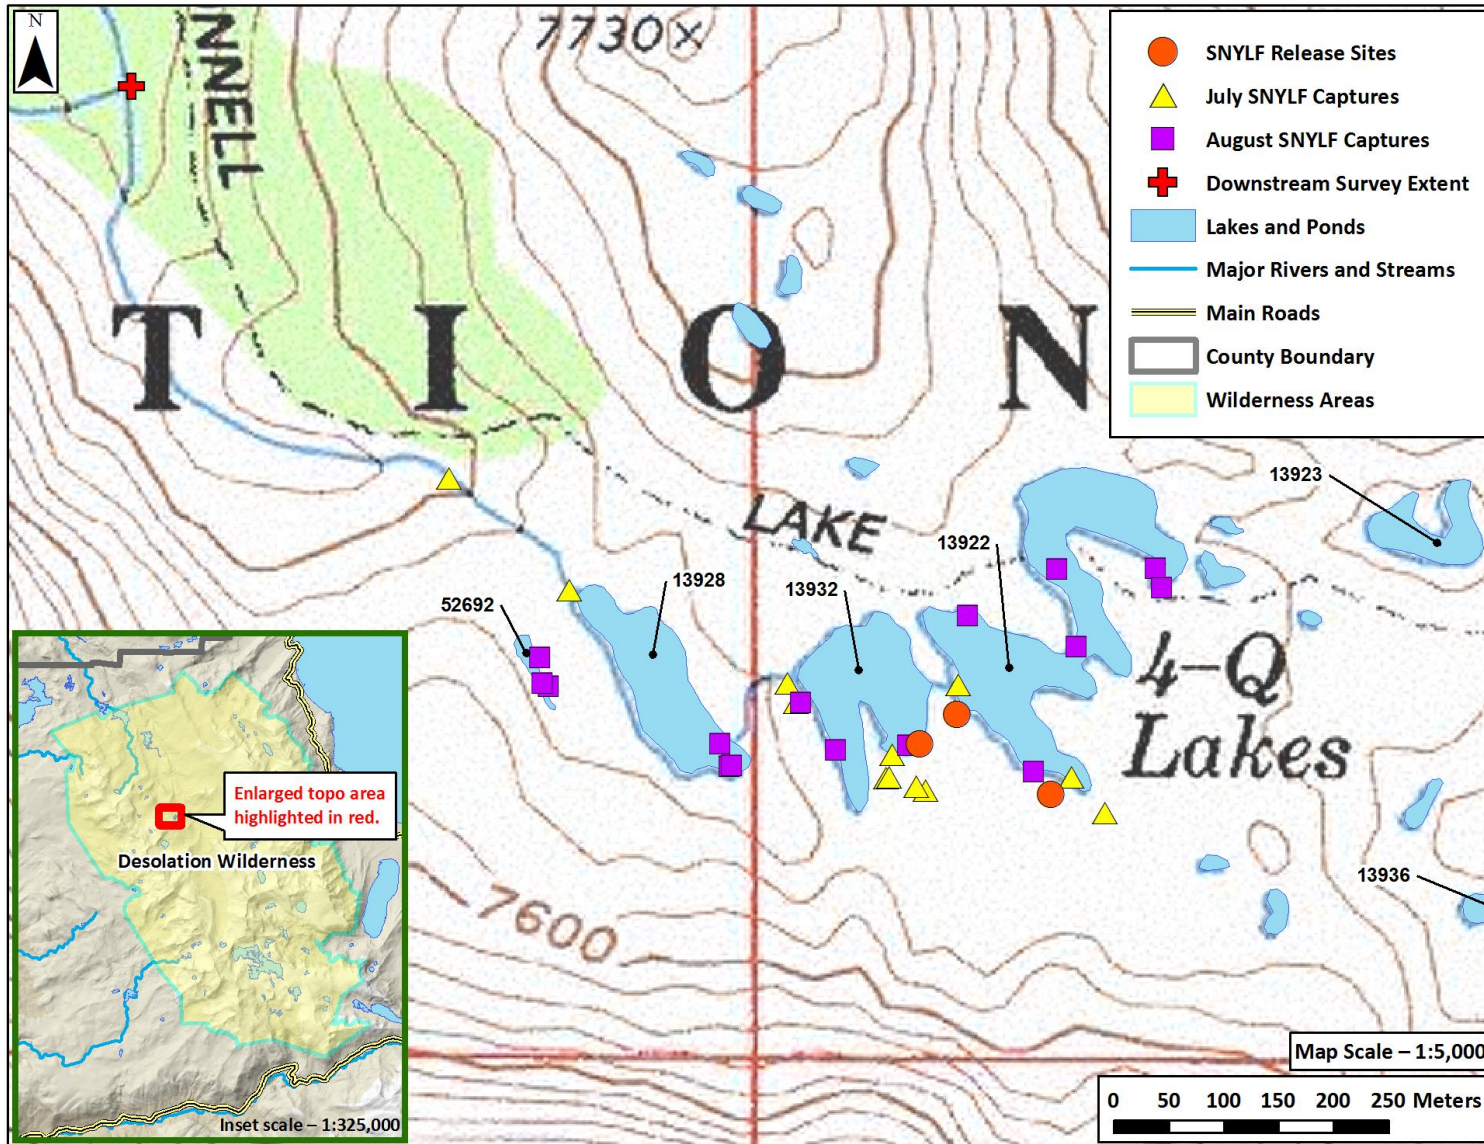 N
NNELL
7730
SNYLF Release Sites
July SNYLF Captures
August SNYLF Captures
Downstream Survey Extent
Lakes and Ponds
Major Rivers and Streams
Main Roads
County Boundary
Wilderness Areas
T I O N
13923
LAKE
13922
13928
13932
52692
4-Q
Lakes
13936
7600
Enlarged topo area
highlighted in red.
Desolation Wilderness
Inset scale – 1:325,000
Map Scale – 1:5,000
0 50 100 150 200 250 Meters